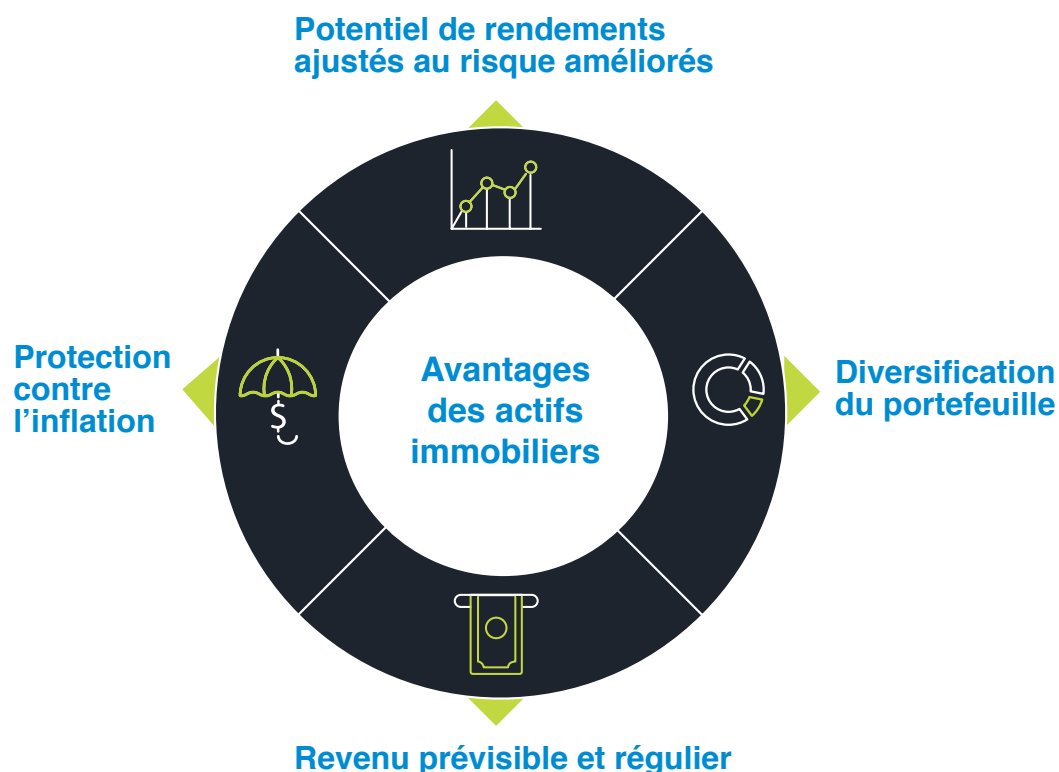 Potentiel de rendements
ajustés au risque améliorés
Protection
contre
l’inflation
Avantages
des actifs
immobiliers
Diversification
du portefeuille
$
Revenu prévisible et régulier